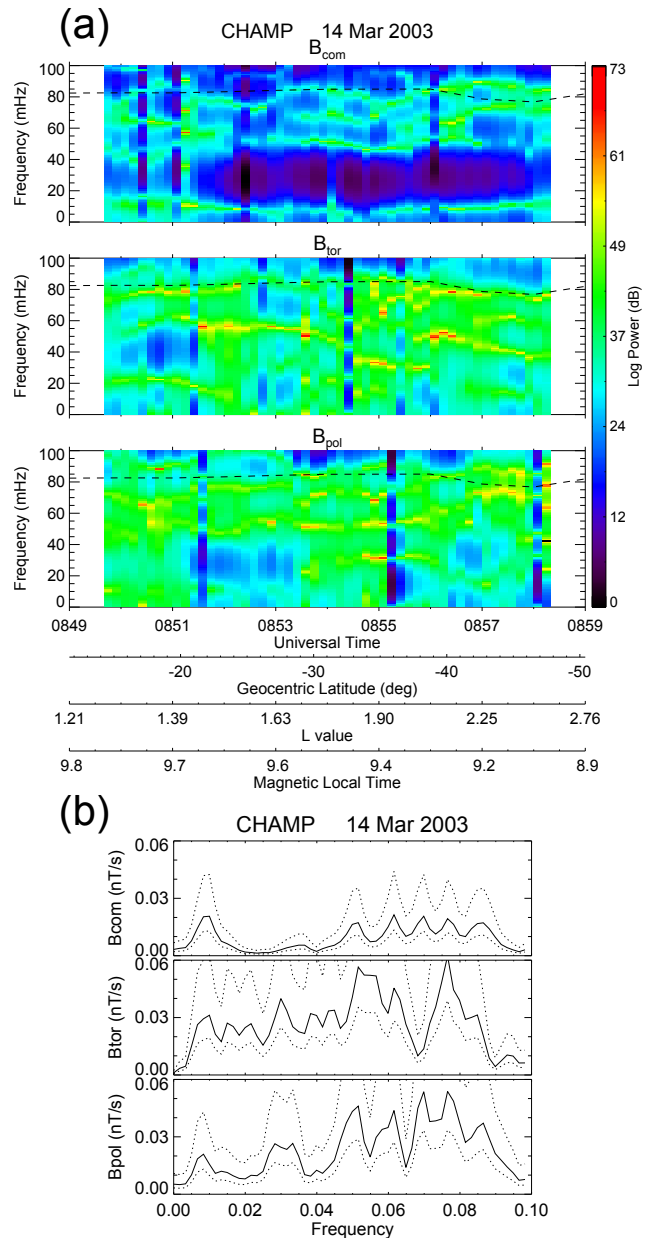 (a)
CHAMP 14 Mar 2003
B_com
100
80
60
40
20
0
Frequency (mHz)
B_tor
100
80
60
40
20
0
Frequency (mHz)
B_pol
100
80
60
40
20
0
Frequency (mHz)
73
61
49
37
24
12
0
Log Power (dB)
0849 0851 0853 0855 0857 0859
Universal Time
-20 -30 -40 -50
Geocentric Latitude (deg)
1.21 1.39 1.63 1.90 2.25 2.76
L value
9.8 9.7 9.6 9.4 9.2 8.9
Magnetic Local Time
(b)
CHAMP 14 Mar 2003
0.06
0.03
0.00
Bcom (nT/s)
0.06
0.03
0.00
Btor (nT/s)
0.06
0.03
0.00
Bpol (nT/s)
0.00 0.02 0.04 0.06 0.08 0.10
Frequency